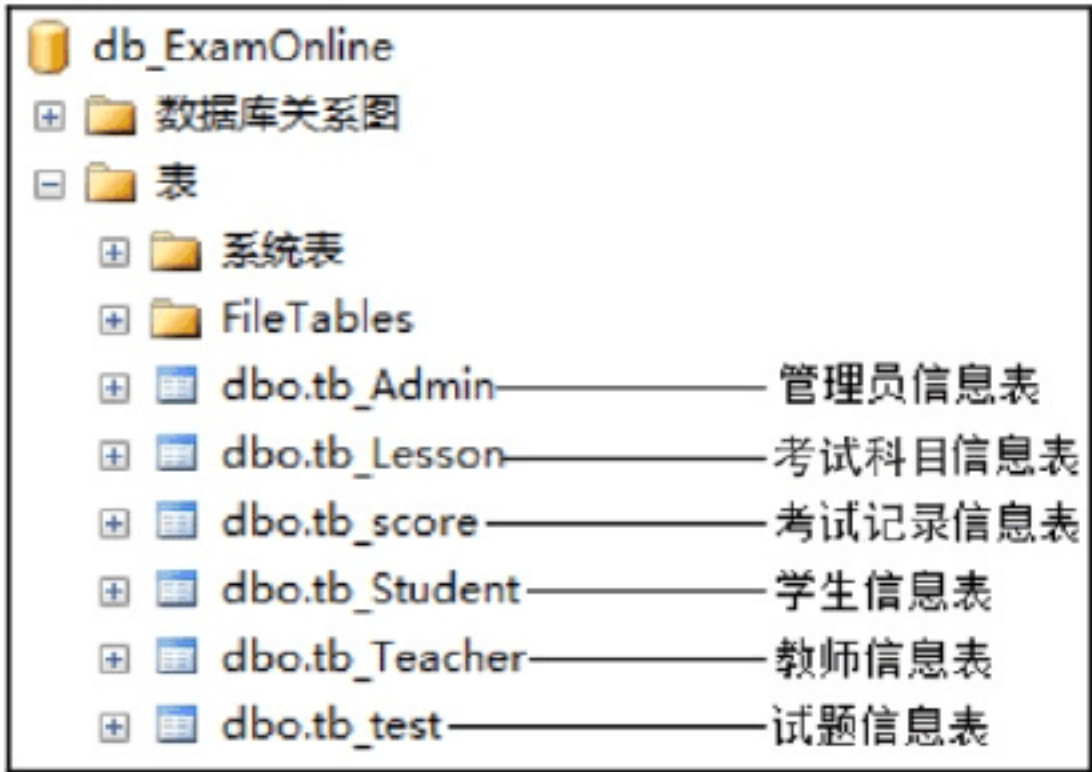 db_ExamOnline
数据库关系图
表
系统表
FileTables
dbo.tb_Admin 管理员信息表
dbo.tb_Lesson 考试科目信息表
dbo.tb_score 考试记录信息表
dbo.tb_Student 学生信息表
dbo.tb_Teacher 教师信息表
dbo.tb_test 试题信息表